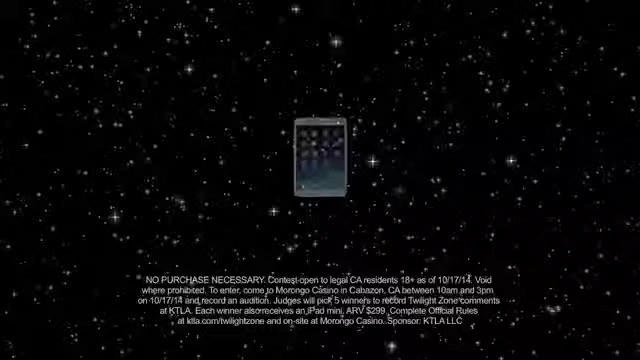 NO PURCHASE NECESSARY. Contest open to legal CA residents 18+ as of 10/17/14. Void
where prohibited. To enter, come to Morongo Casino in Cabazon, CA between 10am and 3pm
on 10/17/14 and record an audition. Judges will pick 5 winners to record Twilight Zone comments
at KTLA. Each winner also receives an iPad mini, ARV $299. Complete Official Rules
at ktla.com/twilightzone and on-site at Morongo Casino. Sponsor: KTLA LLC